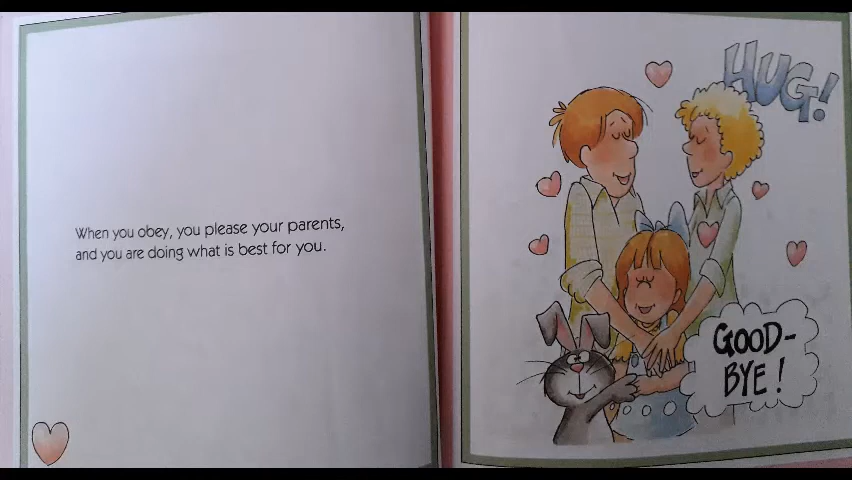 When you obey, you please your parents,
and you are doing what is best for you.
HUG!
GOOD-
BYE!